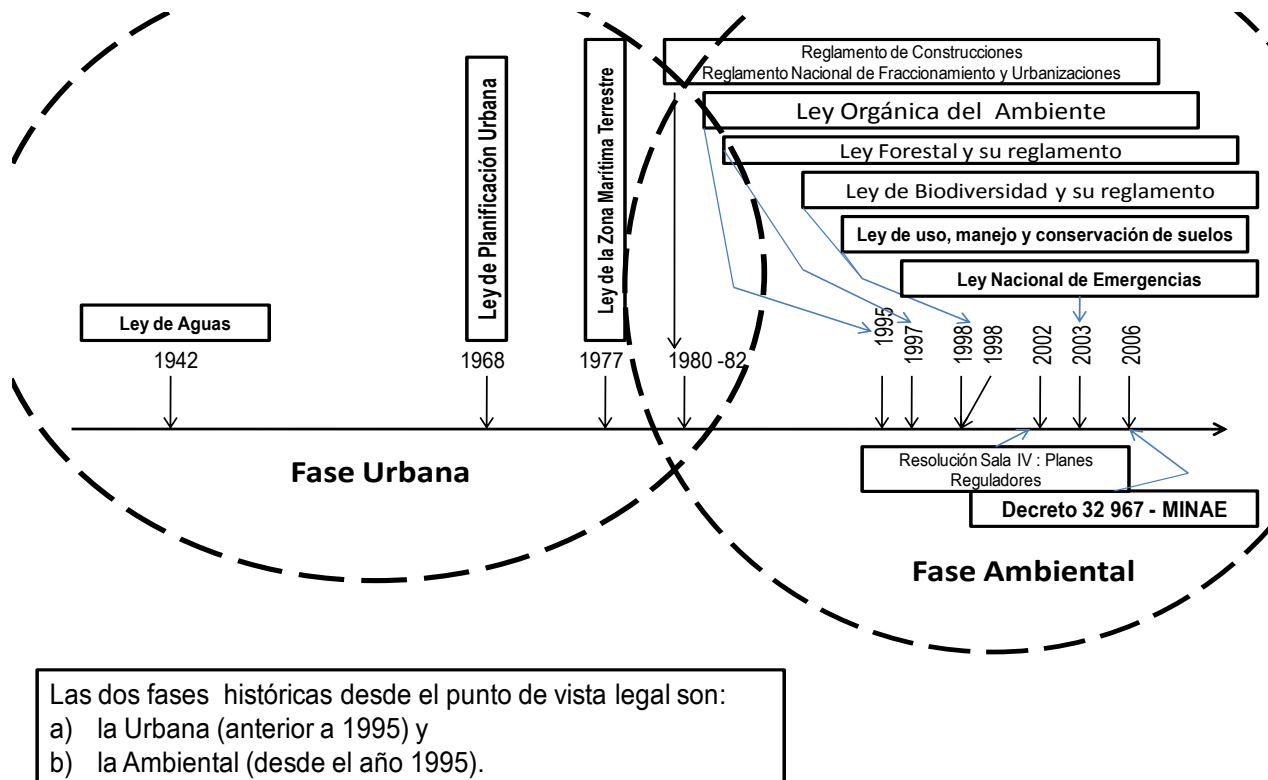 Reglamento de Construcciones
Reglamento Nacional de Fraccionamiento y Urbanizaciones
Ley Orgánica del Ambiente
Ley Forestal y su reglamento
Ley de Biodiversidad y su reglamento
Ley de uso, manejo y conservación de suelos
Ley Nacional de Emergencias
Ley de Planificación Urbana
Ley de la Zona Marítima Terrestre
Ley de Aguas
1942
1968
1977
1980 -82
1995
1997
1998
1998
2002
2003
2006
Resolución Sala IV : Planes
Reguladores
Decreto 32 967 - MINAE
Fase Urbana
Fase Ambiental
Las dos fases históricas desde el punto de vista legal son:
a) la Urbana (anterior a 1995) y
b) la Ambiental (desde el año 1995).